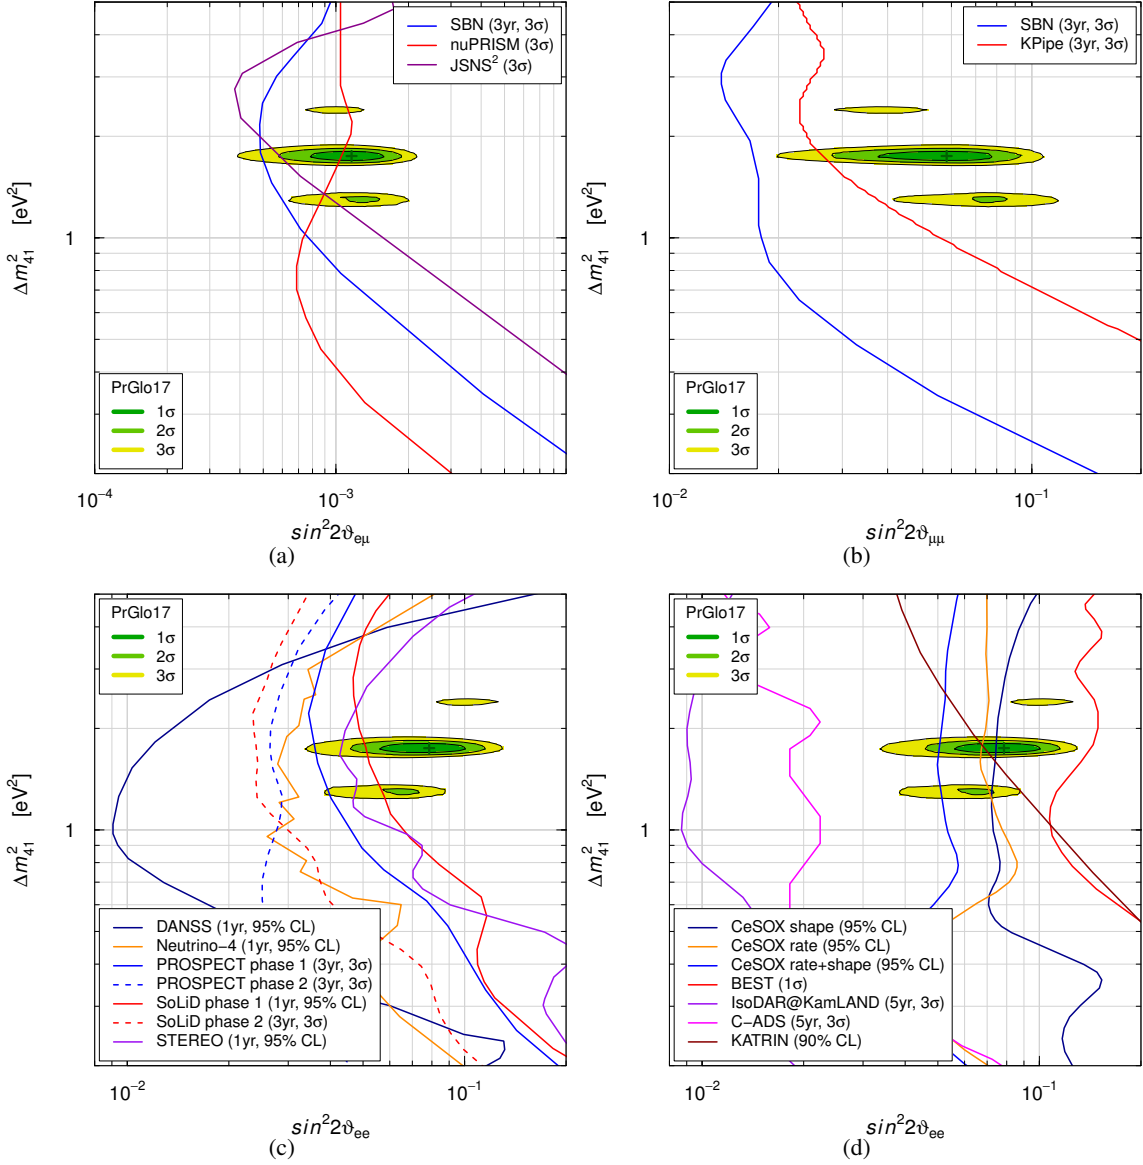 SBN (3yr, 3σ)
nuPRISM (3σ)
JSNS² (3σ)
Δm²₄₁ [eV²]
1
PrGlo17
1σ
2σ
3σ
10⁻⁴
10⁻³
sin²2ϑeμ
(a)
SBN (3yr, 3σ)
KPipe (3yr, 3σ)
Δm²₄₁ [eV²]
1
PrGlo17
1σ
2σ
3σ
10⁻²
10⁻¹
sin²2ϑμμ
(b)
PrGlo17
1σ
2σ
3σ
Δm²₄₁ [eV²]
1
DANSS (1yr, 95% CL)
Neutrino−4 (1yr, 95% CL)
PROSPECT phase 1 (3yr, 3σ)
PROSPECT phase 2 (3yr, 3σ)
SoLiD phase 1 (1yr, 95% CL)
SoLiD phase 2 (3yr, 3σ)
STEREO (1yr, 95% CL)
10⁻²
10⁻¹
sin²2ϑee
(c)
PrGlo17
1σ
2σ
3σ
Δm²₄₁ [eV²]
1
CeSOX shape (95% CL)
CeSOX rate (95% CL)
CeSOX rate+shape (95% CL)
BEST (1σ)
IsoDAR@KamLAND (5yr, 3σ)
C−ADS (5yr, 3σ)
KATRIN (90% CL)
10⁻²
10⁻¹
sin²2ϑee
(d)